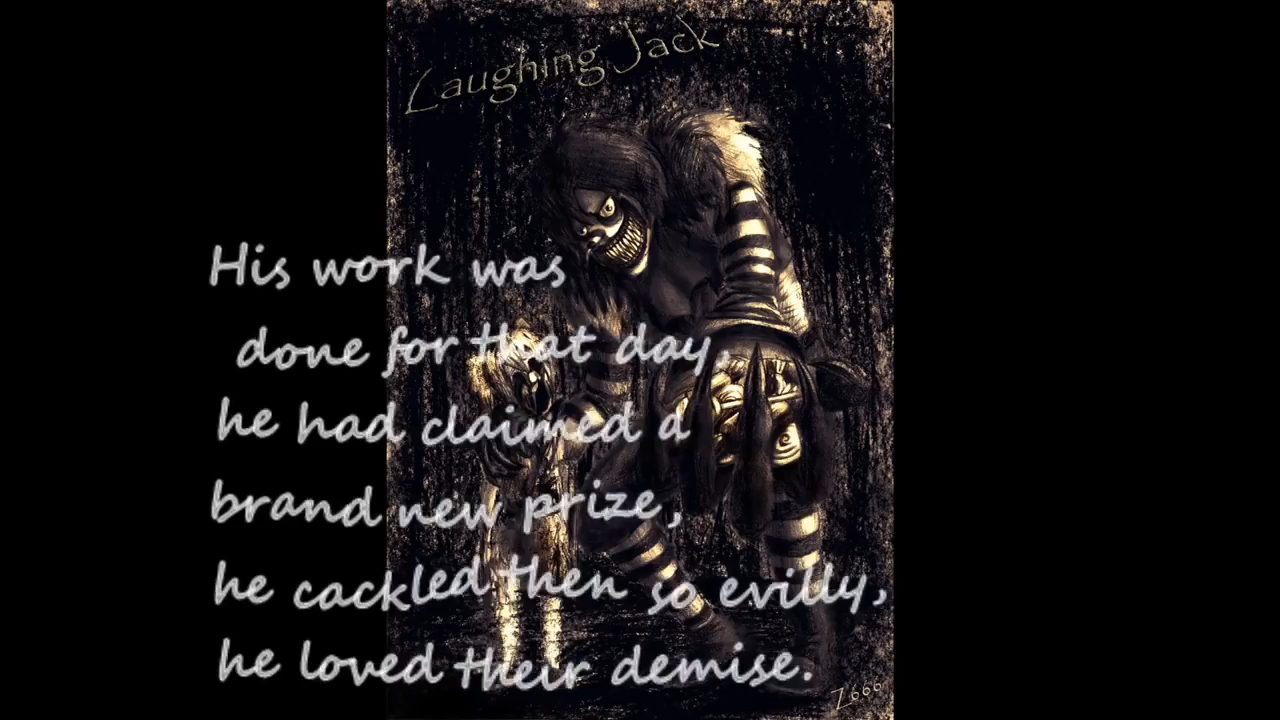 Laughing Jack
His work was
done for that day,
he had claimed a
brand new prize,
he cackled then so evilly,
he loved their demise.
Z666